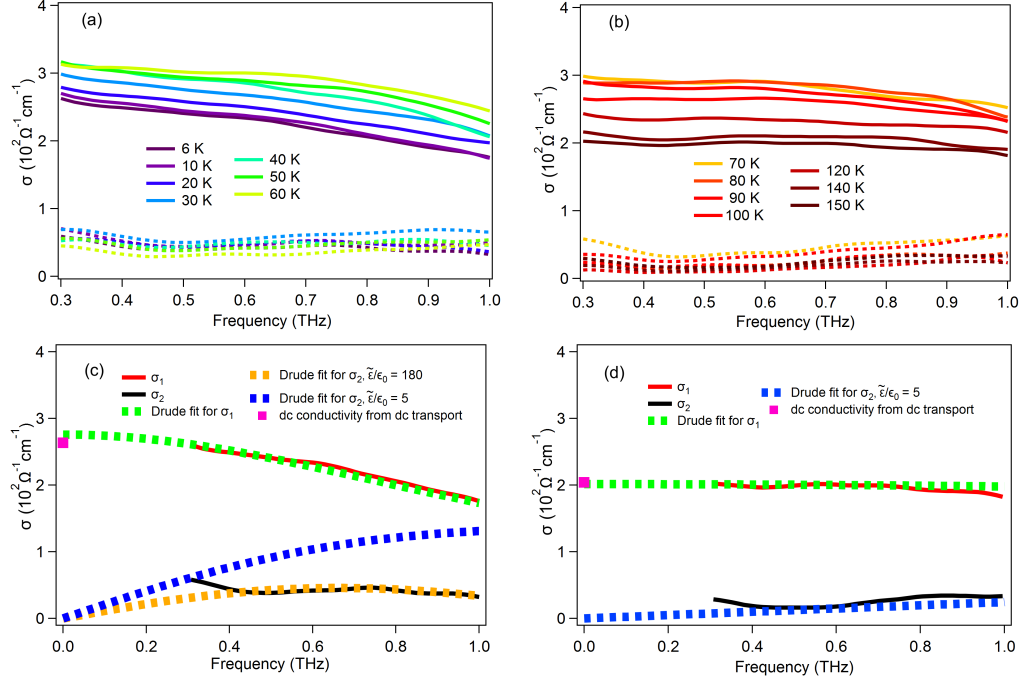 (a)
4
3
2
1
0
σ (10²Ω⁻¹cm⁻¹)
6 K
10 K
20 K
30 K
40 K
50 K
60 K
0.3 0.4 0.5 0.6 0.7 0.8 0.9 1.0
Frequency (THz)
(b)
4
3
2
1
0
σ (10²Ω⁻¹cm⁻¹)
70 K
80 K
90 K
100 K
120 K
140 K
150 K
0.3 0.4 0.5 0.6 0.7 0.8 0.9 1.0
Frequency (THz)
(c)
4
3
2
1
0
σ (10²Ω⁻¹cm⁻¹)
σ₁
σ₂
Drude fit for σ₁
Drude fit for σ₂, ε̃/ϵ₀ = 180
Drude fit for σ₂, ε̃/ϵ₀ = 5
dc conductivity from dc transport
0.0 0.2 0.4 0.6 0.8 1.0
Frequency (THz)
(d)
4
3
2
1
0
σ (10²Ω⁻¹cm⁻¹)
σ₁
σ₂
Drude fit for σ₁
Drude fit for σ₂, ε̃/ϵ₀ = 5
dc conductivity from dc transport
0.0 0.2 0.4 0.6 0.8 1.0
Frequency (THz)